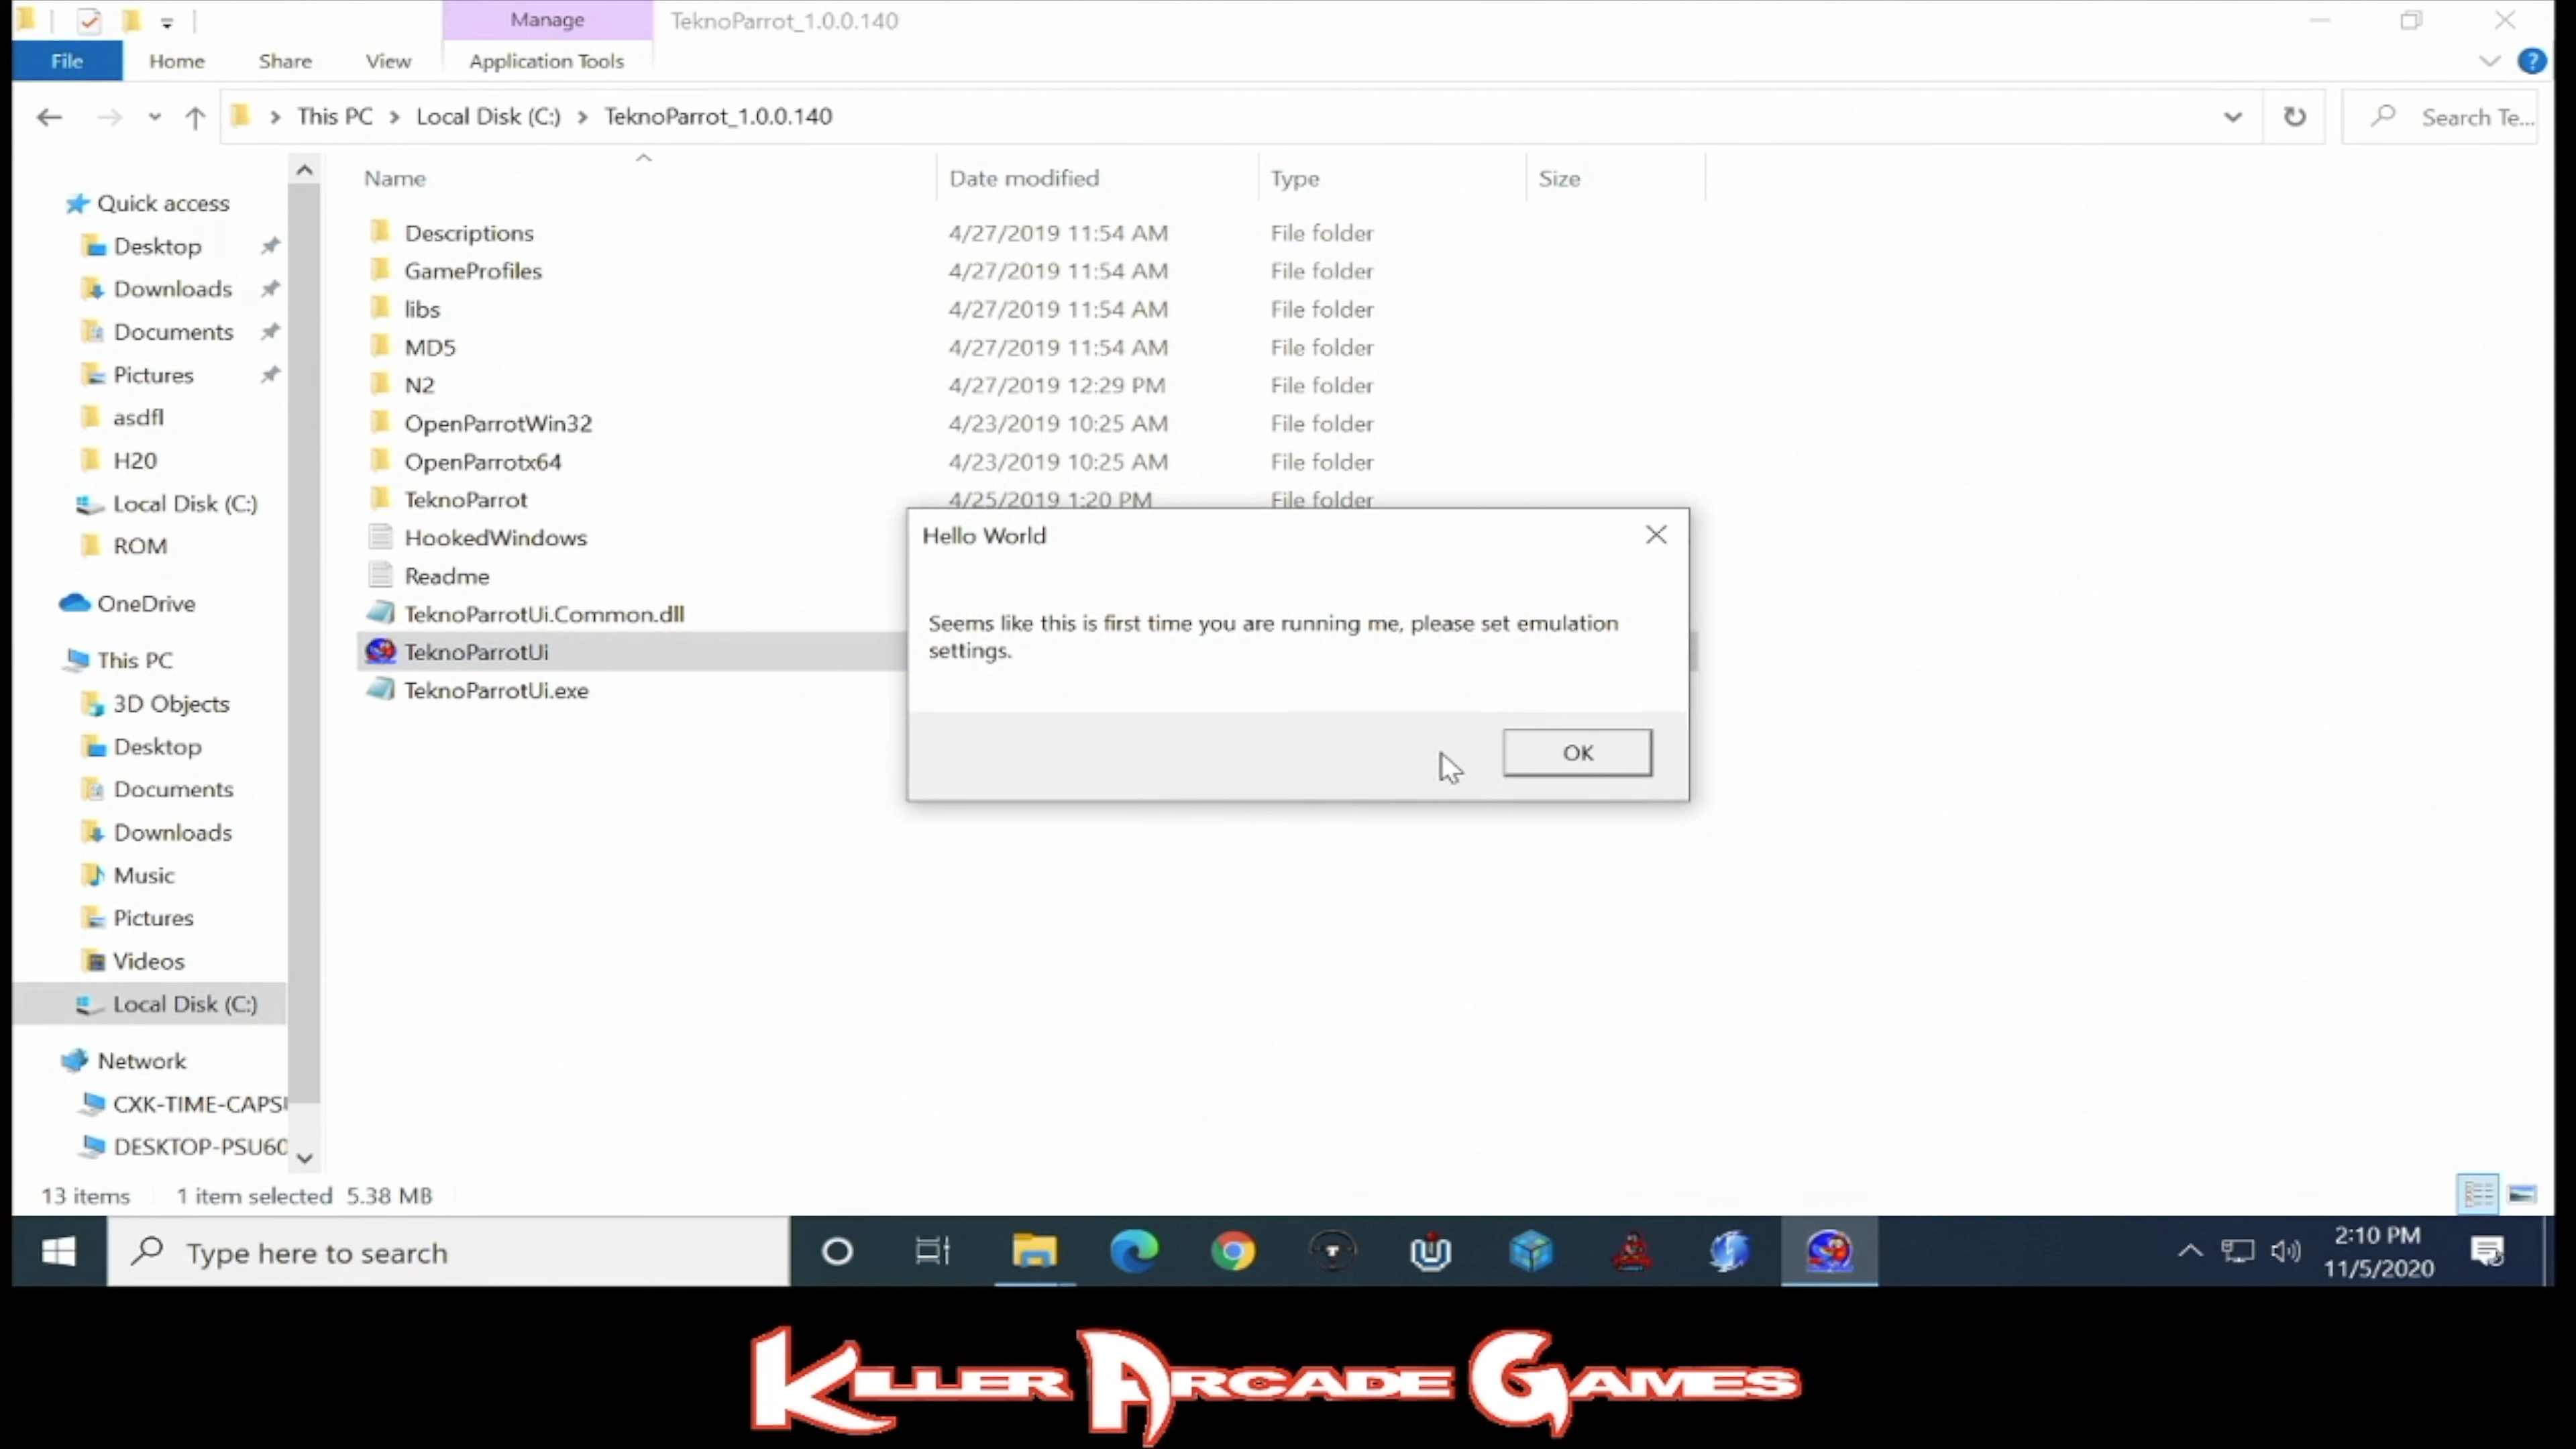 Manage
TeknoParrot_1.0.0.140
File
Home
Share
View
Application Tools
This PC
Local Disk (C:)
TeknoParrot_1.0.0.140
Search Te...
Name
Date modified
Type
Size
Quick access
Desktop
Downloads
Documents
Pictures
asdfl
H20
Local Disk (C:)
ROM
OneDrive
This PC
3D Objects
Desktop
Documents
Downloads
Music
Pictures
Videos
Local Disk (C:)
Network
CXK-TIME-CAPSU
DESKTOP-PSU60
Descriptions 4/27/2019 11:54 AM File folder
GameProfiles 4/27/2019 11:54 AM File folder
libs 4/27/2019 11:54 AM File folder
MD5 4/27/2019 11:54 AM File folder
N2 4/27/2019 12:29 PM File folder
OpenParrotWin32 4/23/2019 10:25 AM File folder
OpenParrotx64 4/23/2019 10:25 AM File folder
TeknoParrot 4/25/2019 1:20 PM File folder
HookedWindows
Readme
TeknoParrotUi.Common.dll
TeknoParrotUi
TeknoParrotUi.exe
Hello World
Seems like this is first time you are running me, please set emulation
settings.
OK
13 items 1 item selected 5.38 MB
Type here to search
2:10 PM
11/5/2020
KILLER ARCADE GAMES